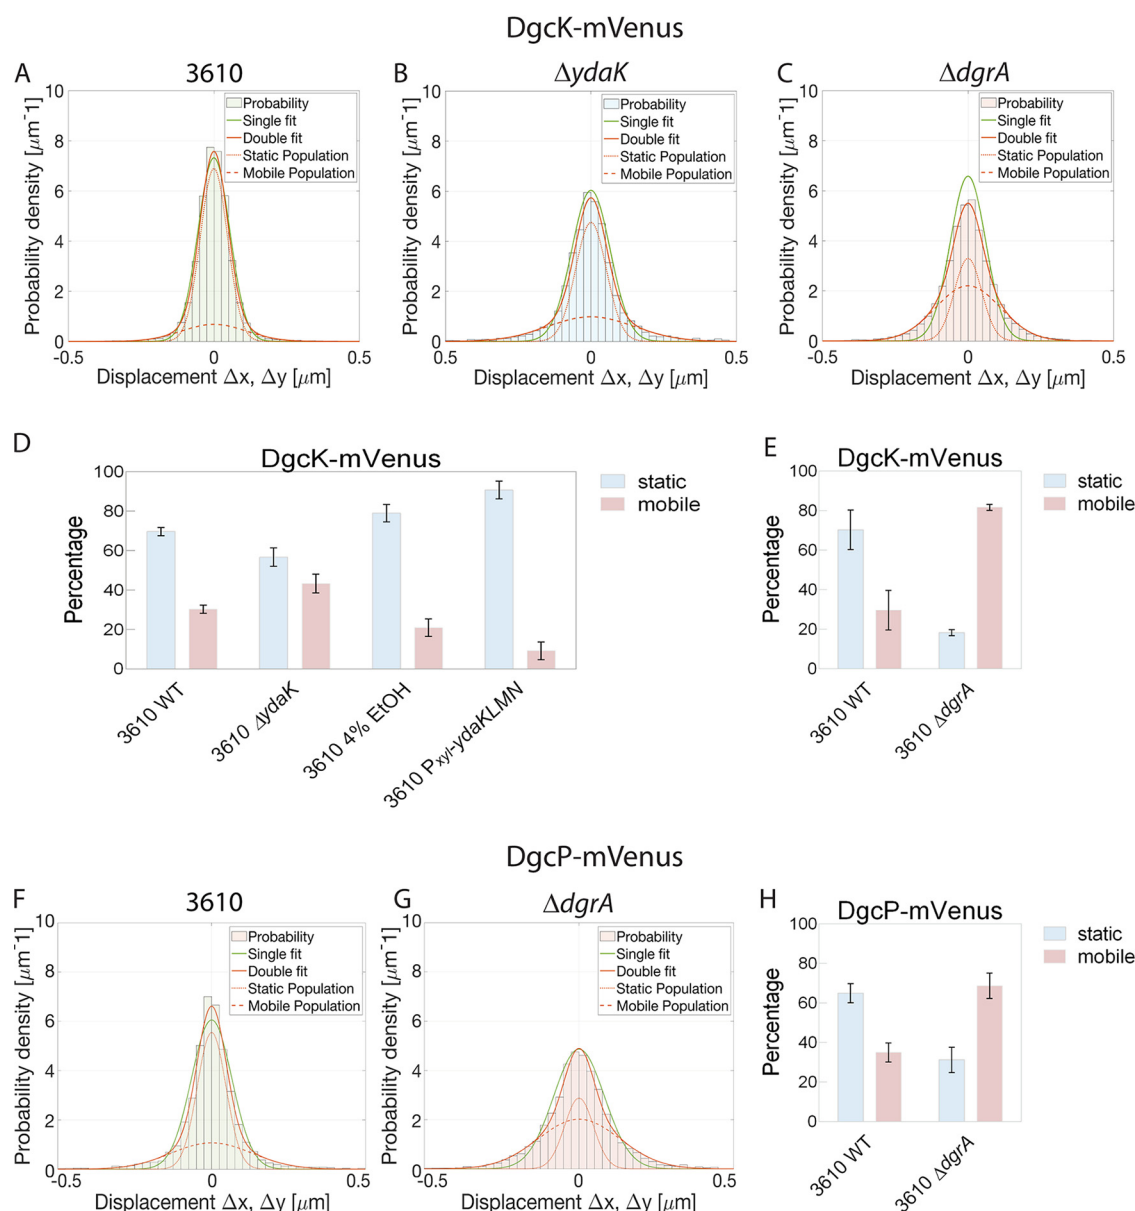 DgcK-mVenus
A
3610
Probability density [µm⁻1]
10
8
6
4
2
0
Probability
Single fit
Double fit
Static Population
Mobile Population
-0.5
0
0.5
Displacement Δx, Δy [µm]
B
ΔydaK
Probability density [µm⁻1]
10
8
6
4
2
0
Probability
Single fit
Double fit
Static Population
Mobile Population
0.5
0
0.5
Displacement Δx, Δy [µm]
C
ΔdgrA
Probability density [µm⁻1]
10
8
6
4
2
0
Probability
Single fit
Double fit
Static Population
Mobile Population
-0.5
0
0.5
Displacement Δx, Δy [µm]
D
DgcK-mVenus
Percentage
100
80
60
40
20
0
static
mobile
3610 WT
3610 ΔydaK
3610 4% EtOH
3610 Pxyl-ydaKLMN
E
DgcK-mVenus
Percentage
100
80
60
40
20
0
static
mobile
3610 WT
3610 ΔdgrA
DgcP-mVenus
F
3610
Probability density [µm⁻1]
10
8
6
4
2
0
Probability
Single fit
Double fit
Static Population
Mobile Population
-0.5
0
0.5
Displacement Δx, Δy [µm]
G
ΔdgrA
Probability density [µm⁻1]
10
8
6
4
2
0
Probability
Single fit
Double fit
Static Population
Mobile Population
-0.5
0
0.5
Displacement Δx, Δy [µm]
H
DgcP-mVenus
Percentage
100
80
60
40
20
0
static
mobile
3610 WT
3610 ΔdgrA